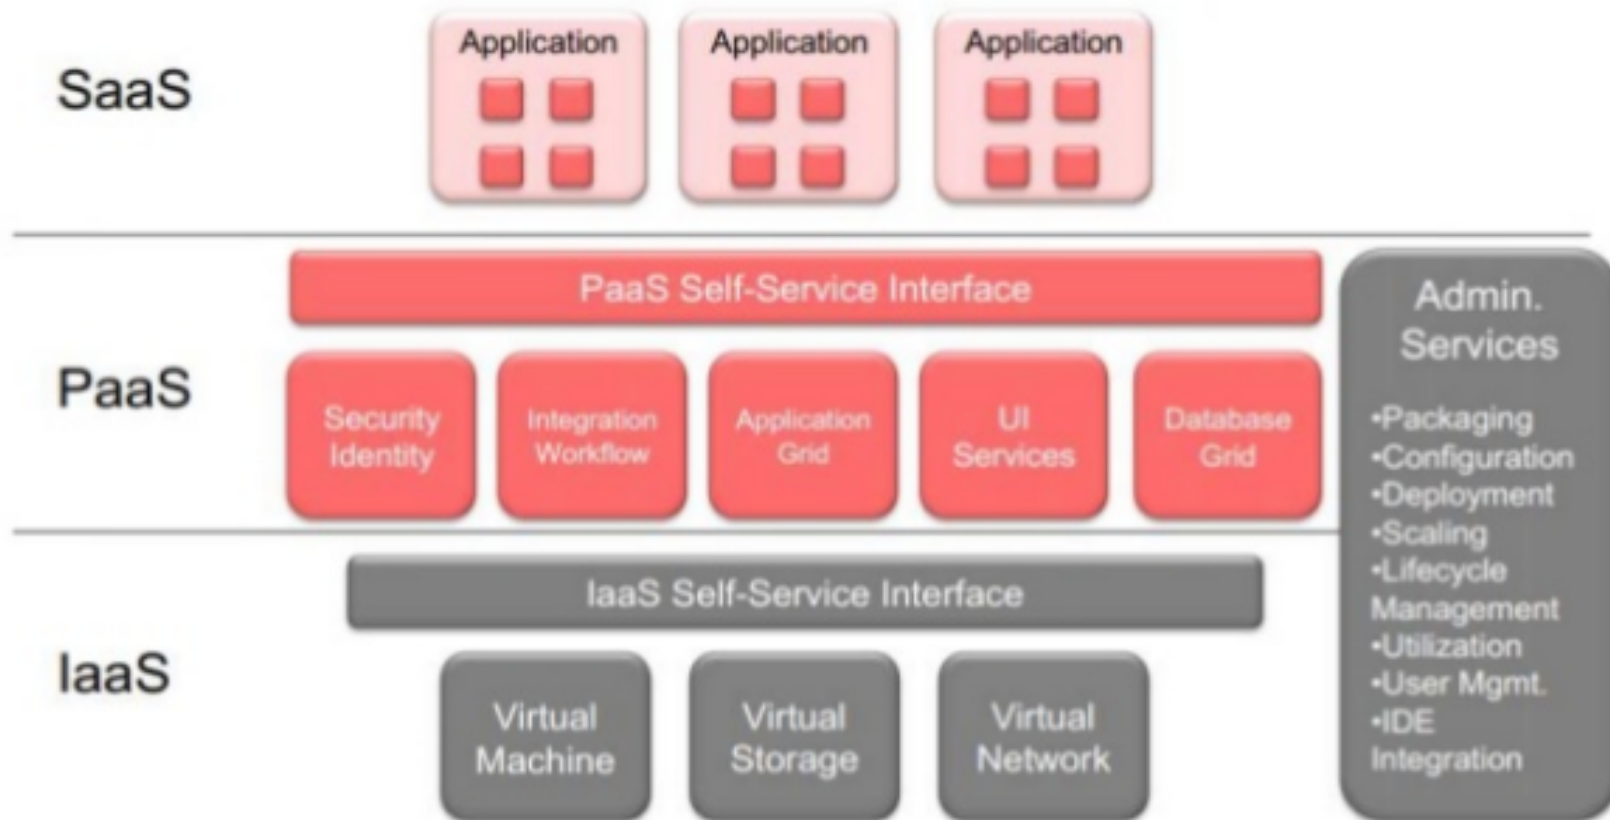 SaaS
Application
Application
Application
PaaS
PaaS Self-Service Interface
Security
Identity
Integration
Workflow
Application
Grid
UI
Services
Database
Grid
IaaS
IaaS Self-Service Interface
Virtual
Machine
Virtual
Storage
Virtual
Network
Admin.
Services
•Packaging
•Configuration
•Deployment
•Scaling
•Lifecycle
Management
•Utilization
•User Mgmt.
•IDE
Integration